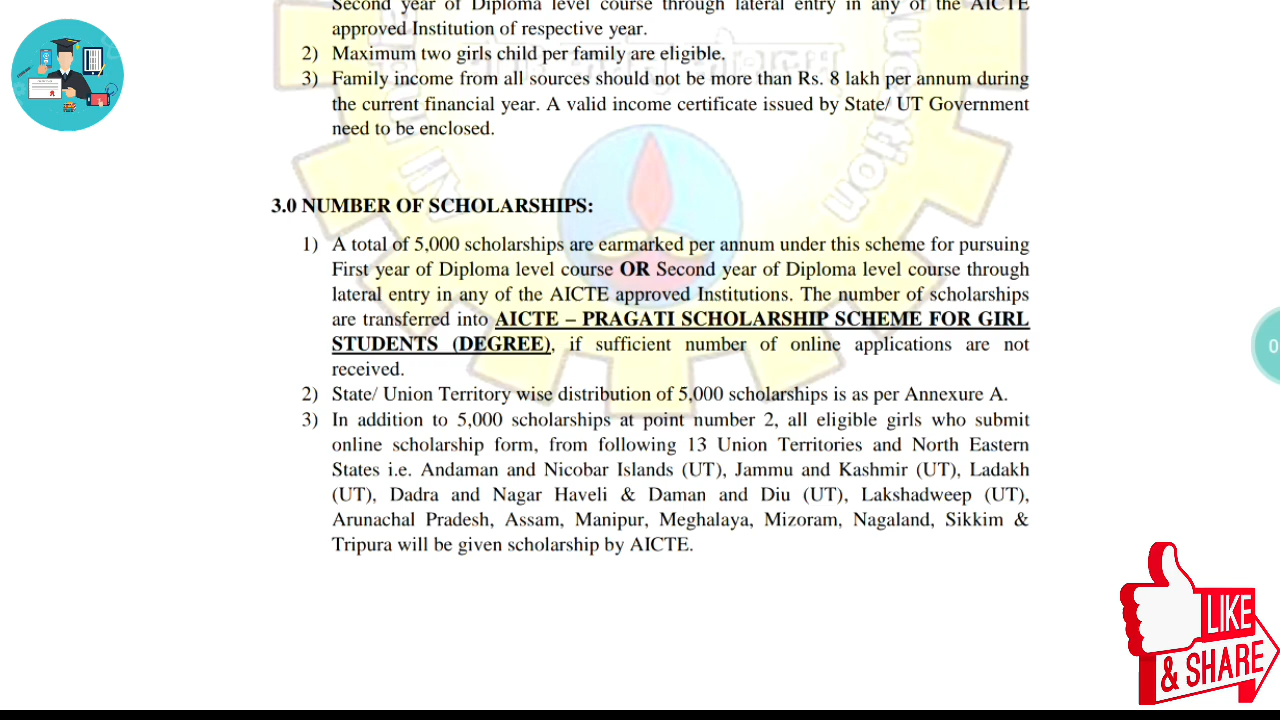 Second year of Diploma level course through lateral entry in any of the AICTE
approved Institution of respective year.
2) Maximum two girls child per family are eligible.
3) Family income from all sources should not be more than Rs. 8 lakh per annum during
the current financial year. A valid income certificate issued by State/ UT Government
need to be enclosed.
3.0 NUMBER OF SCHOLARSHIPS:
1) A total of 5,000 scholarships are earmarked per annum under this scheme for pursuing
First year of Diploma level course OR Second year of Diploma level course through
lateral entry in any of the AICTE approved Institutions. The number of scholarships
are transferred into AICTE – PRAGATI SCHOLARSHIP SCHEME FOR GIRL
STUDENTS (DEGREE), if sufficient number of online applications are not
received.
2) State/ Union Territory wise distribution of 5,000 scholarships is as per Annexure A.
3) In addition to 5,000 scholarships at point number 2, all eligible girls who submit
online scholarship form, from following 13 Union Territories and North Eastern
States i.e. Andaman and Nicobar Islands (UT), Jammu and Kashmir (UT), Ladakh
(UT), Dadra and Nagar Haveli & Daman and Diu (UT), Lakshadweep (UT),
Arunachal Pradesh, Assam, Manipur, Meghalaya, Mizoram, Nagaland, Sikkim &
Tripura will be given scholarship by AICTE.
0
LIKE
& SHARE